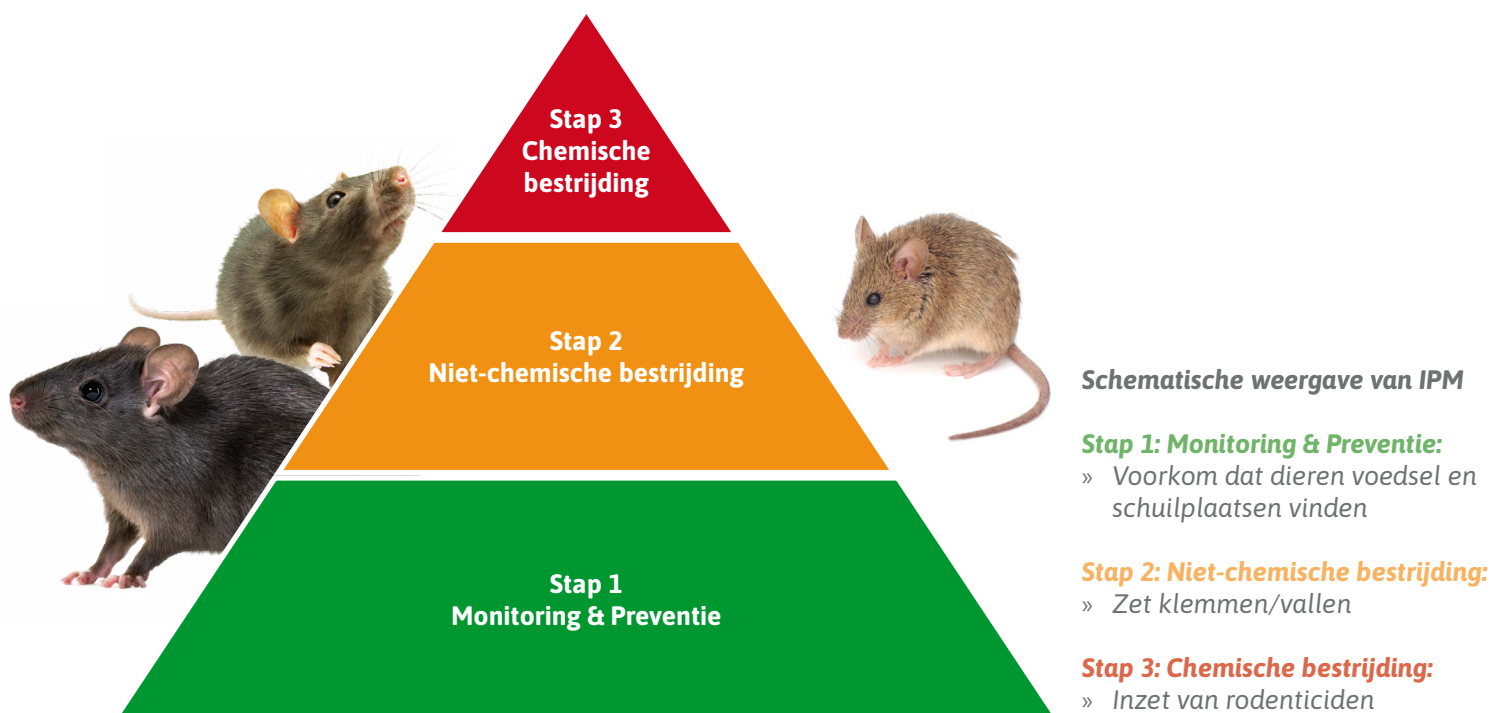 Stap 3
Chemische
bestrijding
Stap 2
Niet-chemische bestrijding
Stap 1
Monitoring & Preventie
Schematische weergave van IPM
Stap 1: Monitoring & Preventie:
» Voorkom dat dieren voedsel en
schuilplaatsen vinden
Stap 2: Niet-chemische bestrijding:
» Zet klemmen/vallen
Stap 3: Chemische bestrijding:
» Inzet van rodenticiden